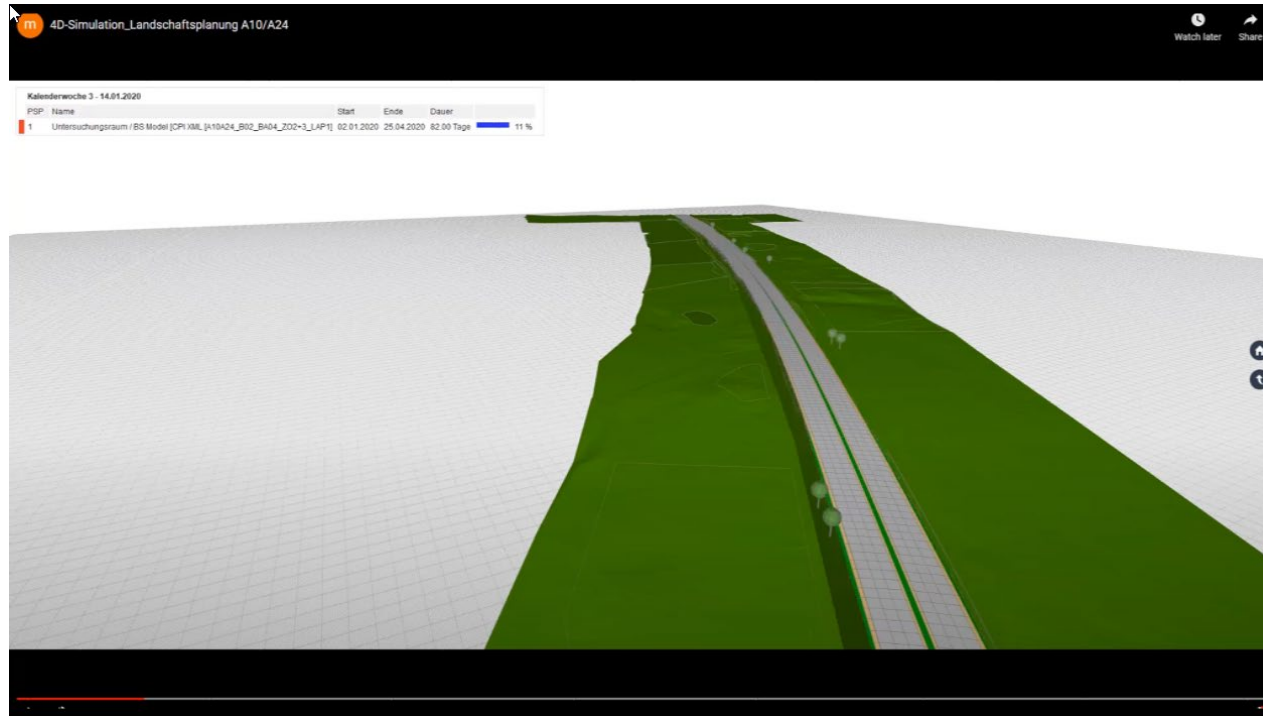 m 4D-Simulation_Landschaftsplanung A10/A24
Watch later Share
Kalenderwoche 3 - 14.01.2020
PSP Name Start Ende Dauer
1 Untersuchungsraum / BS Model [CPI XML [A10A24_B02_BA04_ZO2+3_LAP1] 02.01.2020 25.04.2020 82.00 Tage 11 %